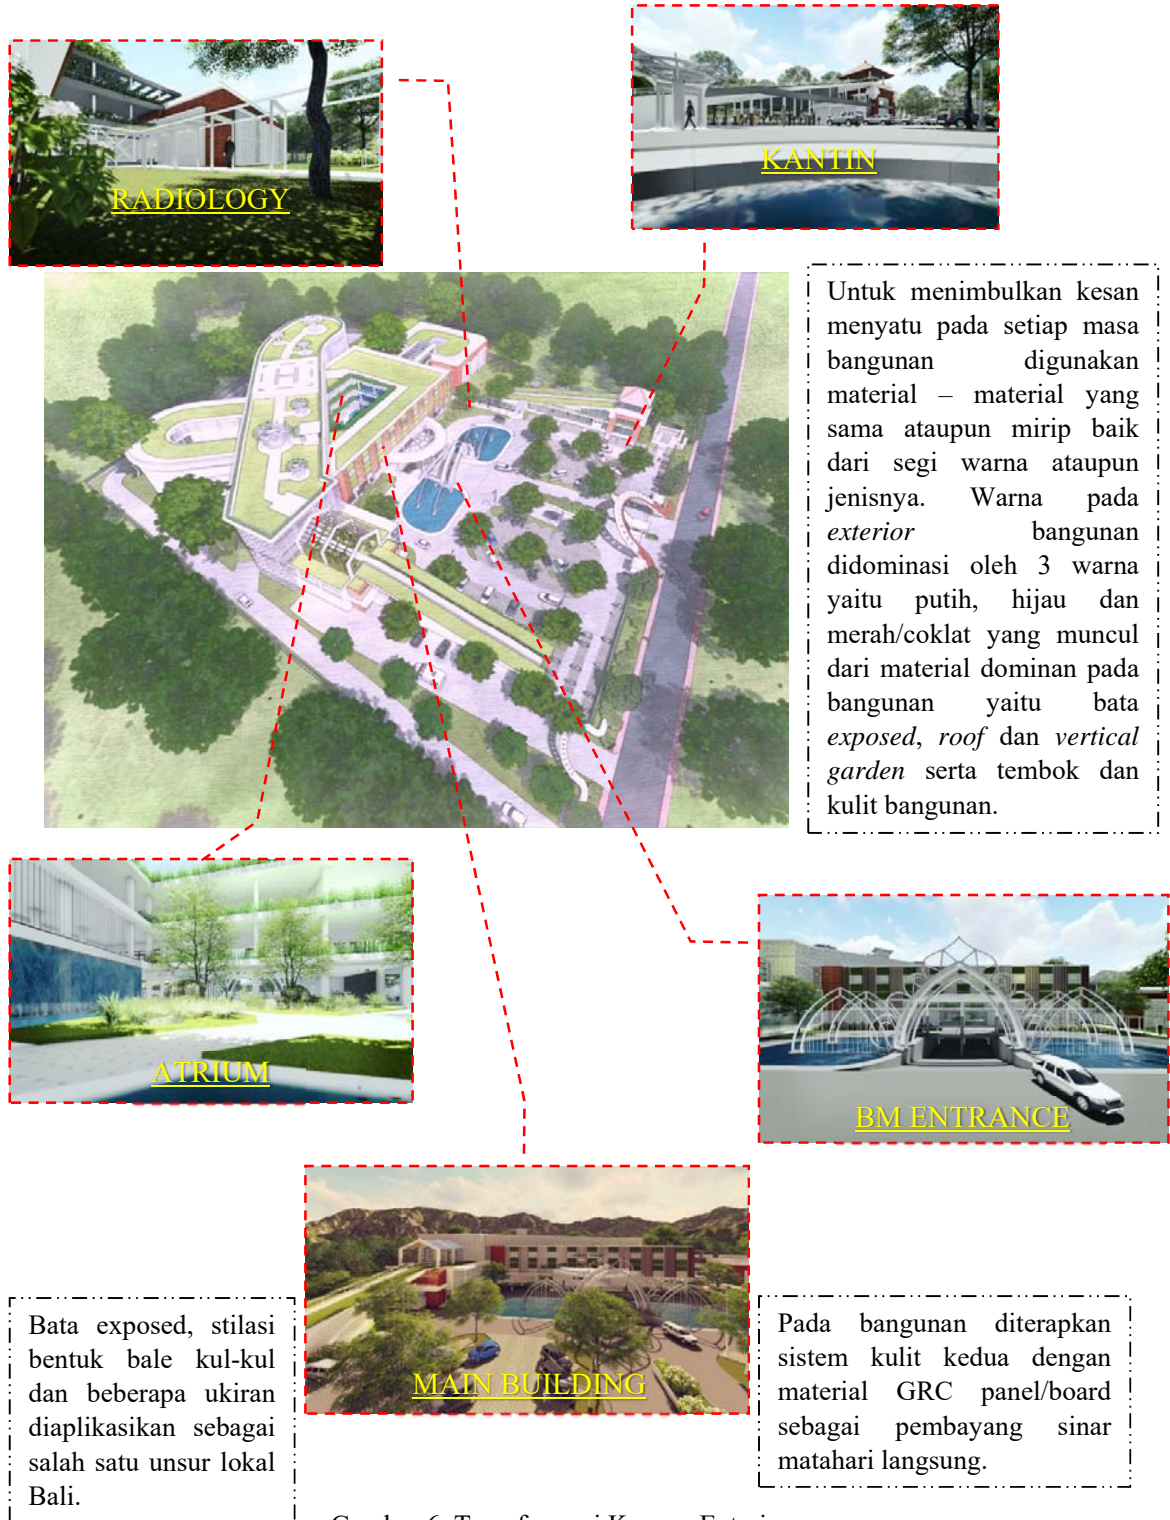 RADIOLOGY
KANTIN
Untuk menimbulkan kesan
menyatu pada setiap masa
bangunan digunakan
material – material yang
sama ataupun mirip baik
dari segi warna ataupun
jenisnya. Warna pada
exterior bangunan
didominasi oleh 3 warna
yaitu putih, hijau dan
merah/coklat yang muncul
dari material dominan pada
bangunan yaitu bata
exposed, roof dan vertical
garden serta tembok dan
kulit bangunan.
ATRIUM
BM ENTRANCE
MAIN BUILDING
Bata exposed, stilasi
bentuk bale kul-kul
dan beberapa ukiran
diaplikasikan sebagai
salah satu unsur lokal
Bali.
Pada bangunan diterapkan
sistem kulit kedua dengan
material GRC panel/board
sebagai pembayang sinar
matahari langsung.